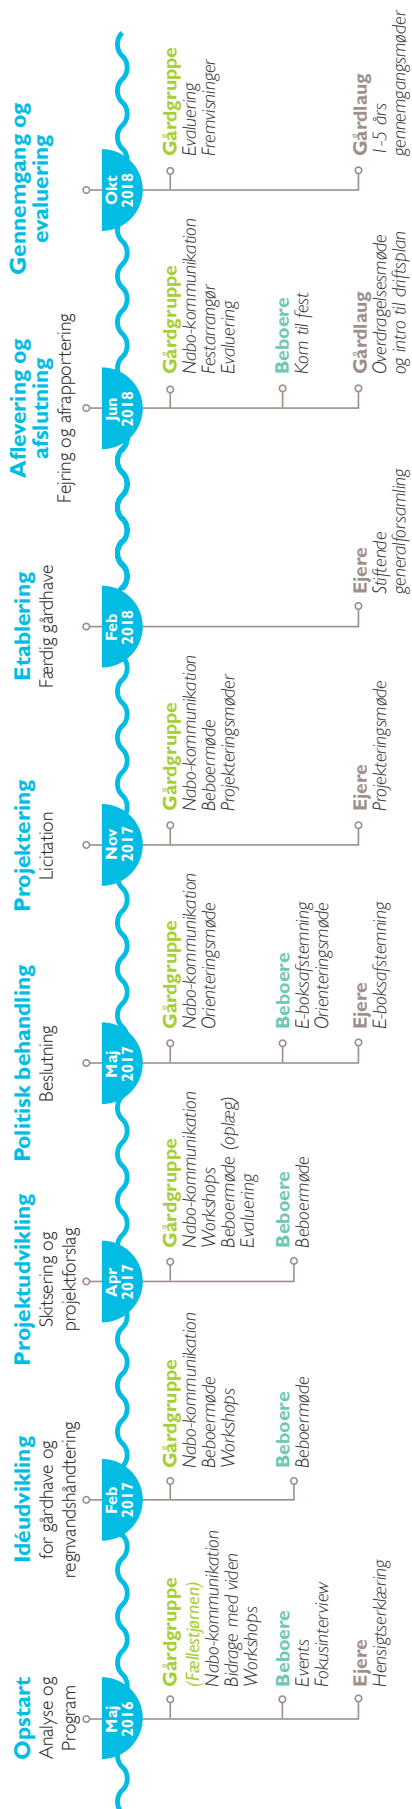 Opstart
Analyse og
Program
Maj
2016
Gårdgruppe
(Fællestjørnen)
Nabo-kommunikation
Bidrage med viden
Workshops
Beboere
Events
Fokusinterview
Ejere
Hensigtserklæring
Idéudvikling
for gårdhave og
regnvandshåndtering
Feb
2017
Gårdgruppe
Nabo-kommunikation
Beboermøde
Workshops
Beboere
Beboermøde
Projektudvikling
Skitsering og
projektforslag
Apr
2017
Gårdgruppe
Nabo-kommunikation
Workshops
Beboermøde (oplæg)
Evaluering
Beboere
Beboermøde
Politisk behandling
Beslutning
Maj
2017
Gårdgruppe
Nabo-kommunikation
Orienteringsmøde
Beboere
E-boksafstemning
Orienteringsmøde
Ejere
E-boksafstemning
Projektering
Licitation
Nov
2017
Gårdgruppe
Nabo-kommunikation
Beboermøde
Projekteringsmøder
Ejere
Projekteringsmøde
Etablering
Færdig gårdhave
Feb
2018
Ejere
Stiftende
generalforsamling
Aflevering og
afslutning
Fejring og afrapportering
Jun
2018
Gårdgruppe
Nabo-kommunikation
Festarrangør
Evaluering
Beboere
Kom til fest
Gårdlaug
Overdragelsesmøde
og intro til driftsplan
Gennemgang og
evaluering
Okt
2018
Gårdgruppe
Evaluering
Fremvisninger
Gårdlaug
1-5 års
gennemgangsmøder